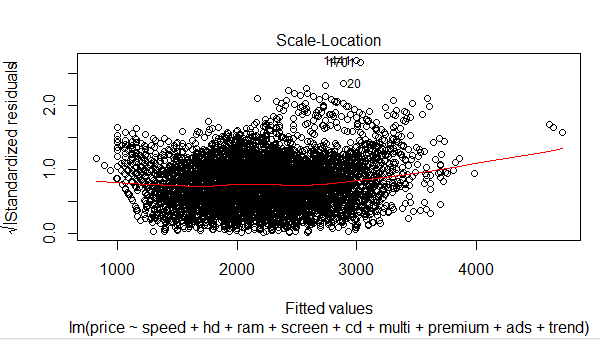 Scale-Location
√|Standardized residuals|
0.0 1.0 2.0
20
1000 2000 3000 4000
Fitted values
lm(price ~ speed + hd + ram + screen + cd + multi + premium + ads + trend)